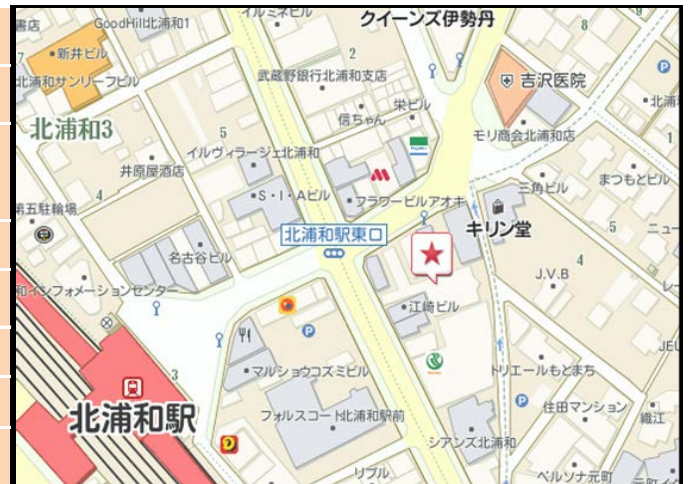 書店
GoodHill北浦和1
イルミネビル
クイーンズ伊勢丹
8
9
7
新井ビル
2
北浦和サンリーフビル
武蔵野銀行北浦和支店
吉沢医院
北浦和3
5
信ちゃん
栄ビル
モリ商会北浦和店
1
井原屋酒店
イルヴィラージュ北浦和
4
S・I・Aビル
フラワービルアオキ
三角ビル
まつもとビル
第五駐輪場
北浦和駅東口
キリン堂
5
ニュー
名古谷ビル
J.V.B
4
インフォメーションセンター
江崎ビル
3
マルショウコズミビル
トリエールもとまち
JEU
北浦和駅
フォルスコート北浦和駅前
シアンズ北浦和
住田マンション
織江
リブル
ベルソナ元町